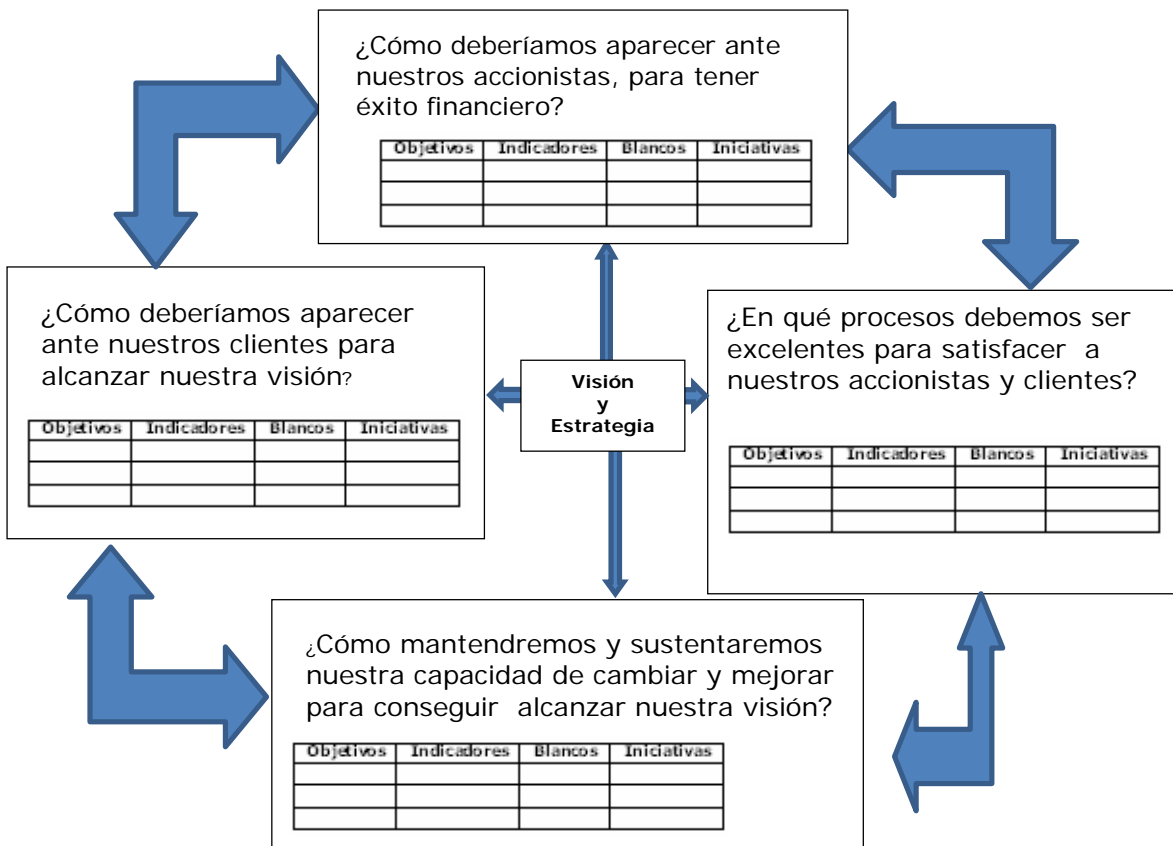 ¿Cómo deberíamos aparecer ante
nuestros accionistas, para tener
éxito financiero?
Objetivos Indicadores Blancos Iniciativas
¿Cómo deberíamos aparecer
ante nuestros clientes para
alcanzar nuestra visión?
Objetivos Indicadores Blancos Iniciativas
Visión
y
Estrategia
¿En qué procesos debemos ser
excelentes para satisfacer a
nuestros accionistas y clientes?
Objetivos Indicadores Blancos Iniciativas
¿Cómo mantendremos y sustentaremos
nuestra capacidad de cambiar y mejorar
para conseguir alcanzar nuestra visión?
Objetivos Indicadores Blancos Iniciativas